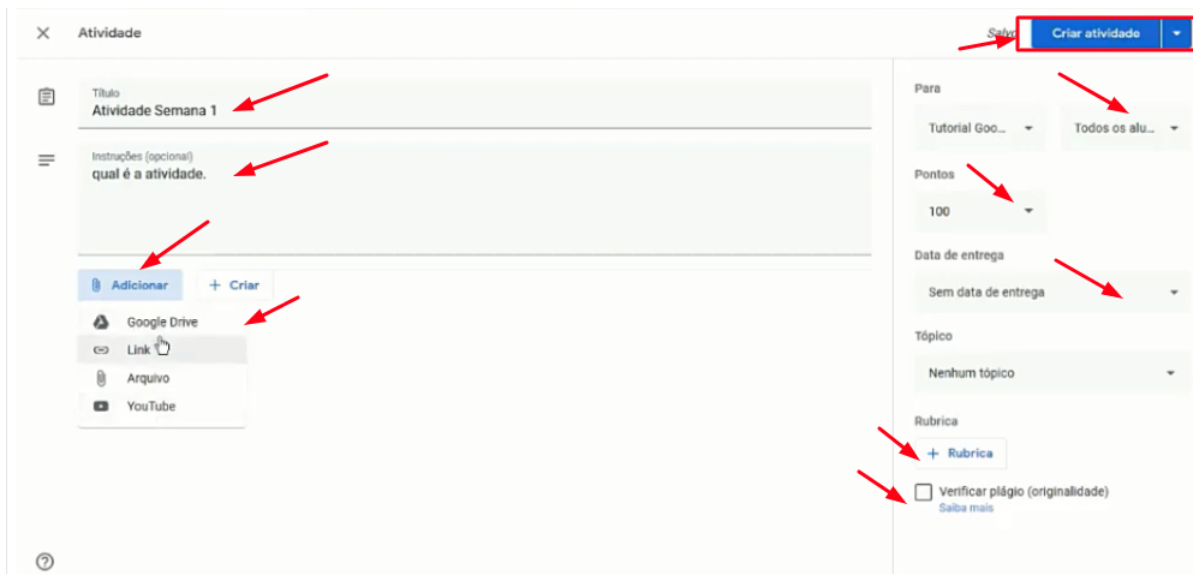 Atividade
Salvo
Criar atividade
Título
Atividade Semana 1
Instruções (opcional)
qual é a atividade.
Adicionar
+ Criar
Google Drive
Link
Arquivo
YouTube
Para
Tutorial Goo...
Todos os alu...
Pontos
100
Data de entrega
Sem data de entrega
Tópico
Nenhum tópico
Rubrica
+ Rubrica
Verificar plágio (originalidade)
Saiba mais